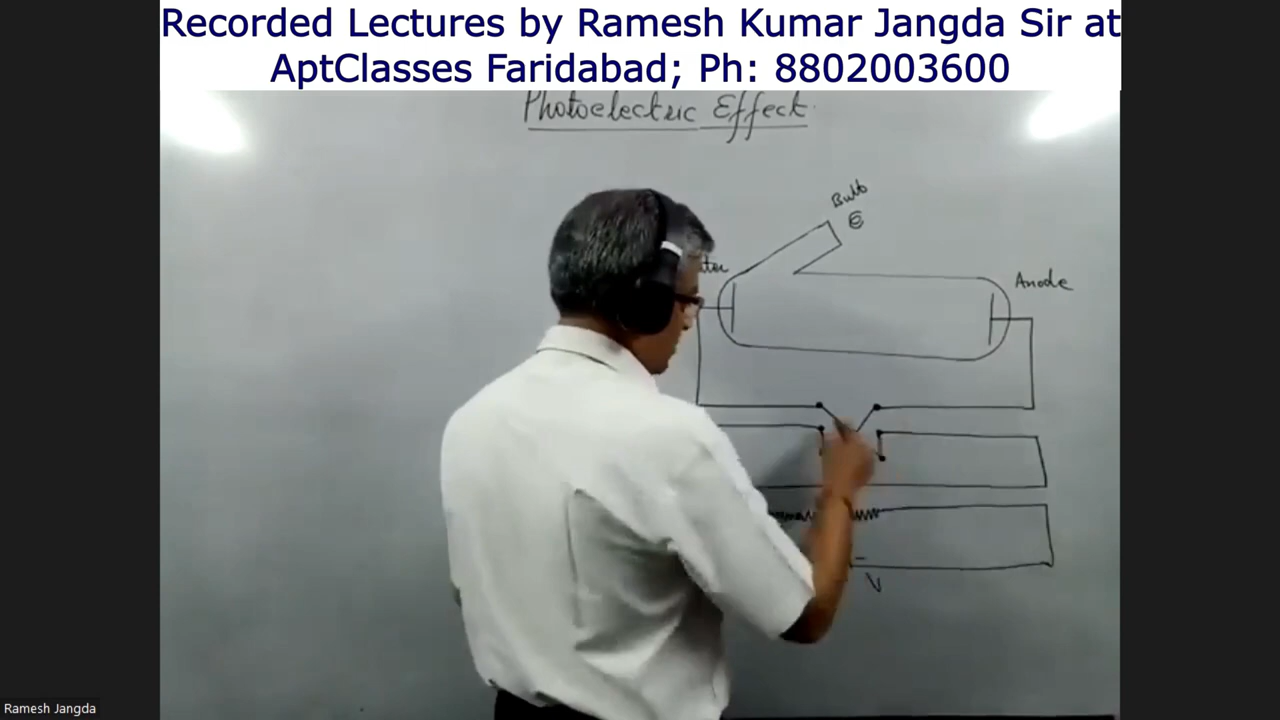 Recorded Lectures by Ramesh Kumar Jangda Sir at
AptClasses Faridabad; Ph: 8802003600
Photoelectric Effect
Bulb
Anode
V
Ramesh Jangda